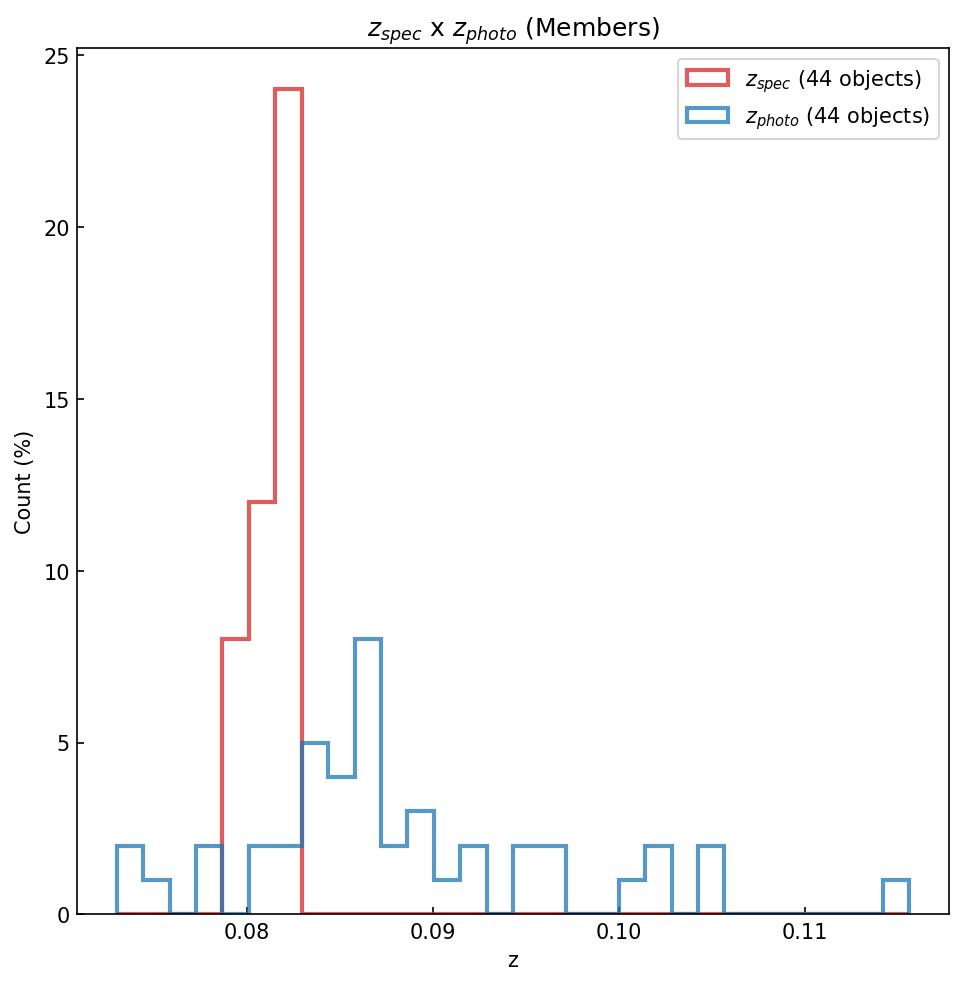 z_spec x z_photo (Members)
z_spec (44 objects)
z_photo (44 objects)
Count (%)
25
20
15
10
5
0
0.08 0.09 0.10 0.11
z